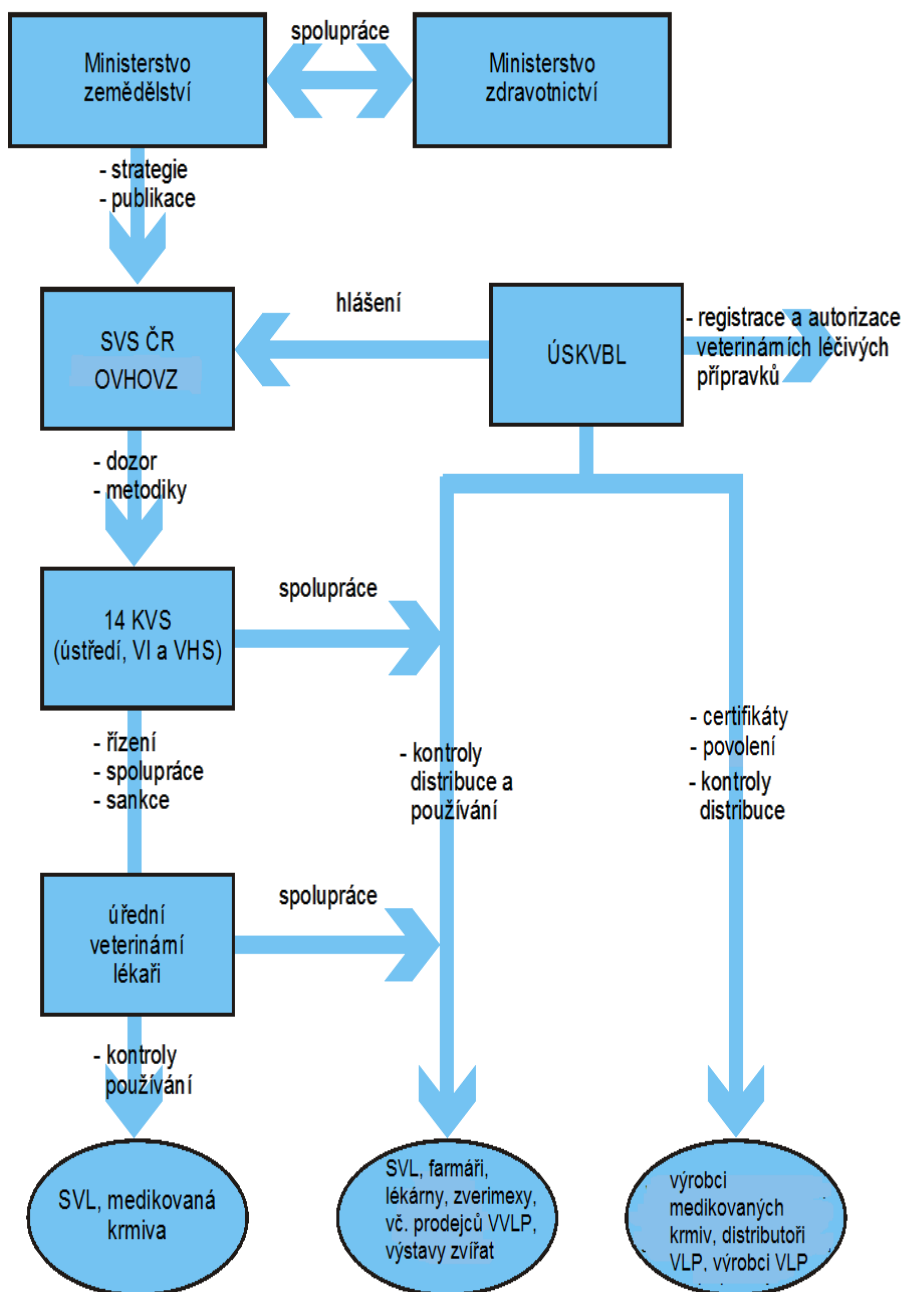 spolupráce
Ministerstvo
zemědělství
Ministerstvo
zdravotnictví
- strategie
- publikace
SVS ČR
OVHOVZ
hlášení
ÚSKVBL
- registrace a autorizace
veterinárních léčivých
přípravků
- dozor
- metodiky
14 KVS
(ústředí, VI a VHS)
spolupráce
- řízení
- spolupráce
- sankce
- kontroly
distribuce a
používání
- certifikáty
- povolení
- kontroly
distribuce
úřední
veterinární
lékaři
spolupráce
- kontroly
používání
SVL, medikovaná
krmiva
SVL, farmáři,
lékárny, zverimexy,
vč. prodejců VVLP,
výstavy zvířat
výrobci
medikovaných
krmiv, distributoři
VLP, výrobci VLP